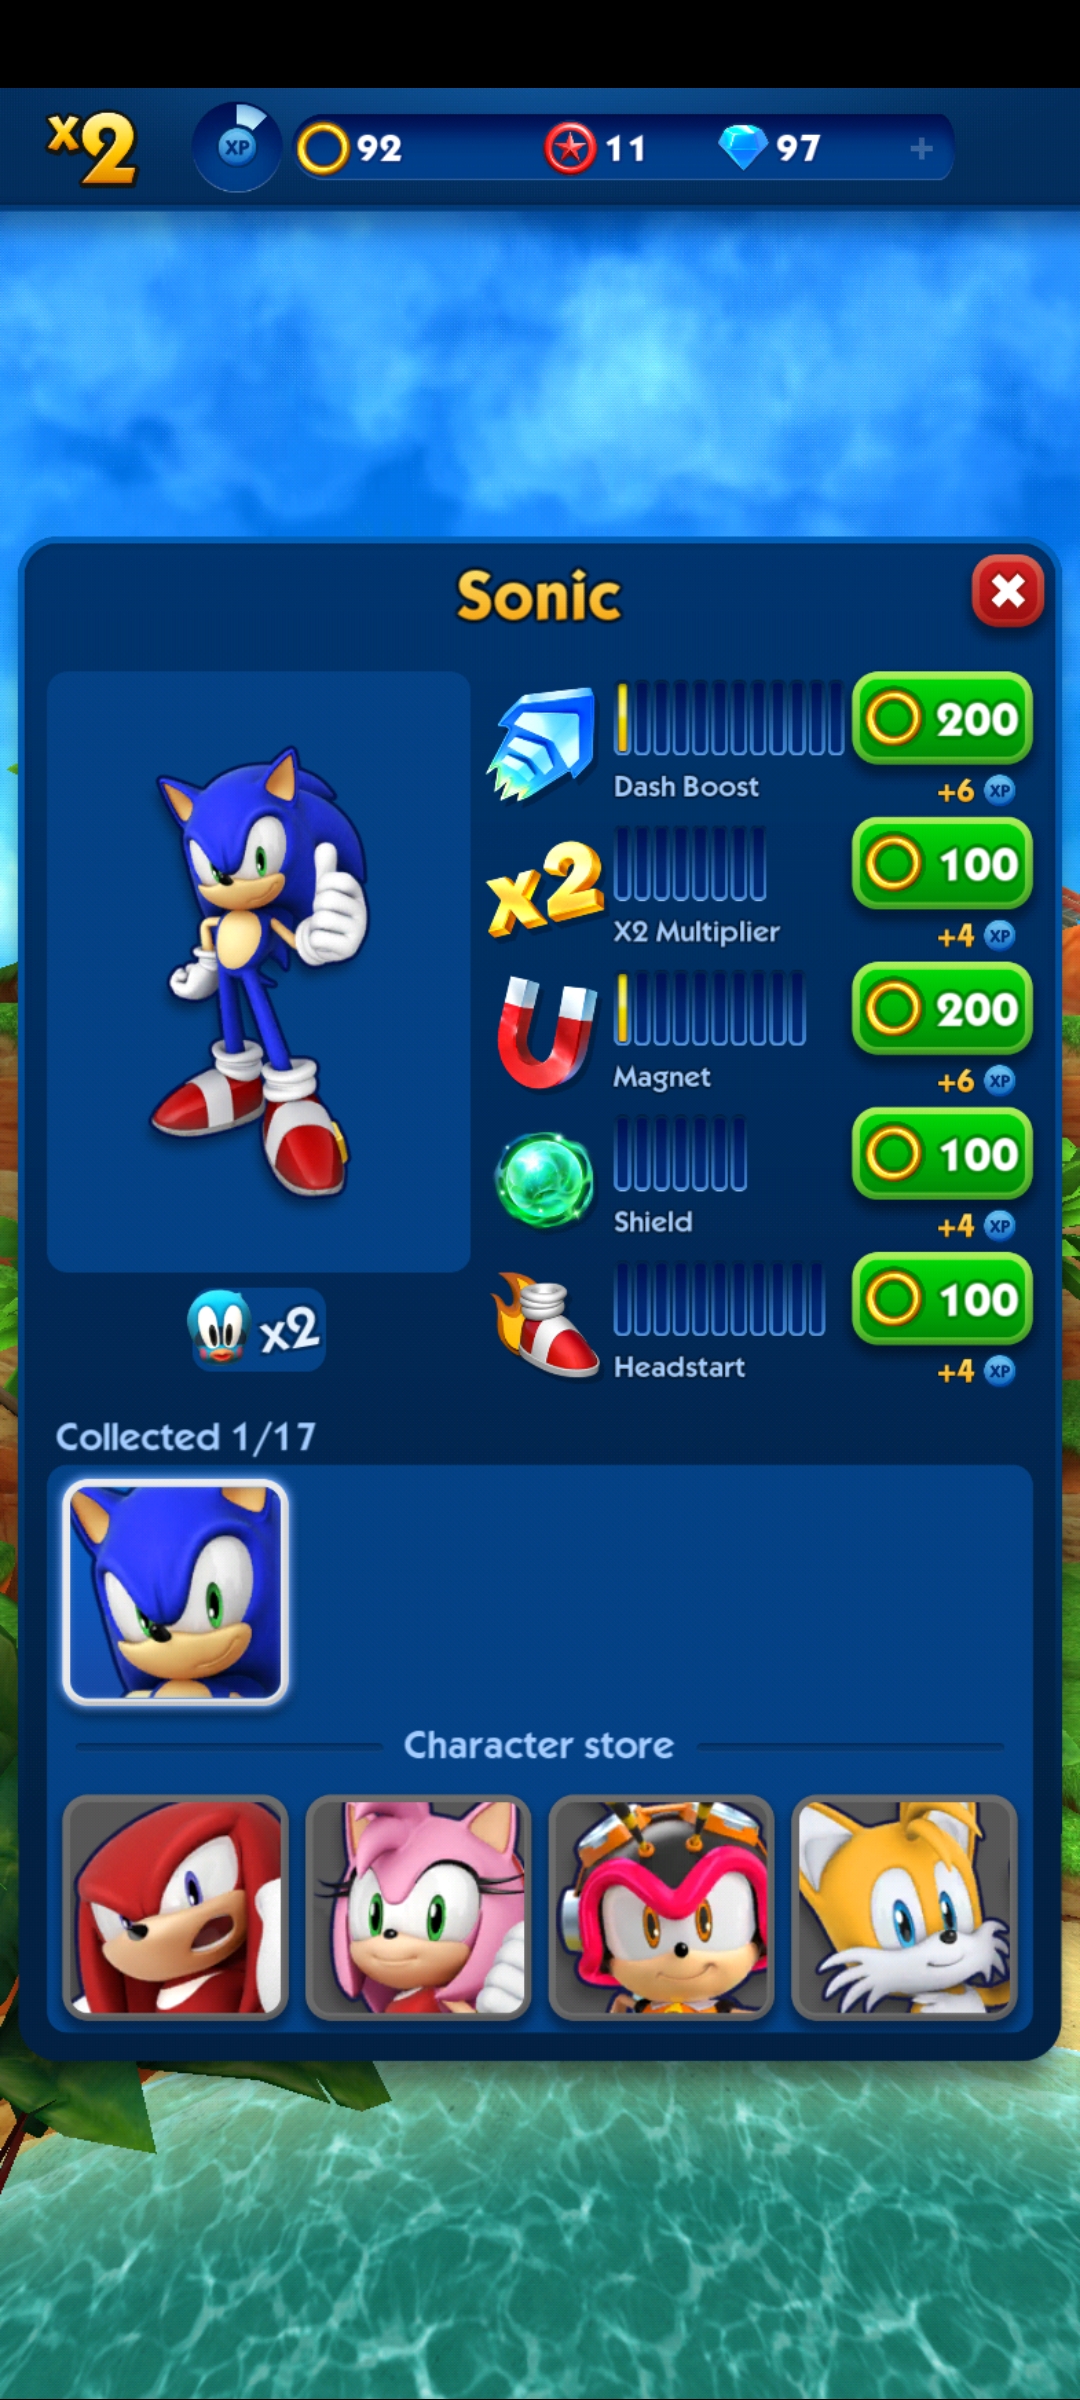 x2
XP 92 11 97 +
Sonic
200
Dash Boost
+6 XP
x2
100
X2 Multiplier
+4 XP
200
Magnet
+6 XP
100
Shield
+4 XP
100
Headstart
+4 XP
x2
Collected 1/17
Character store